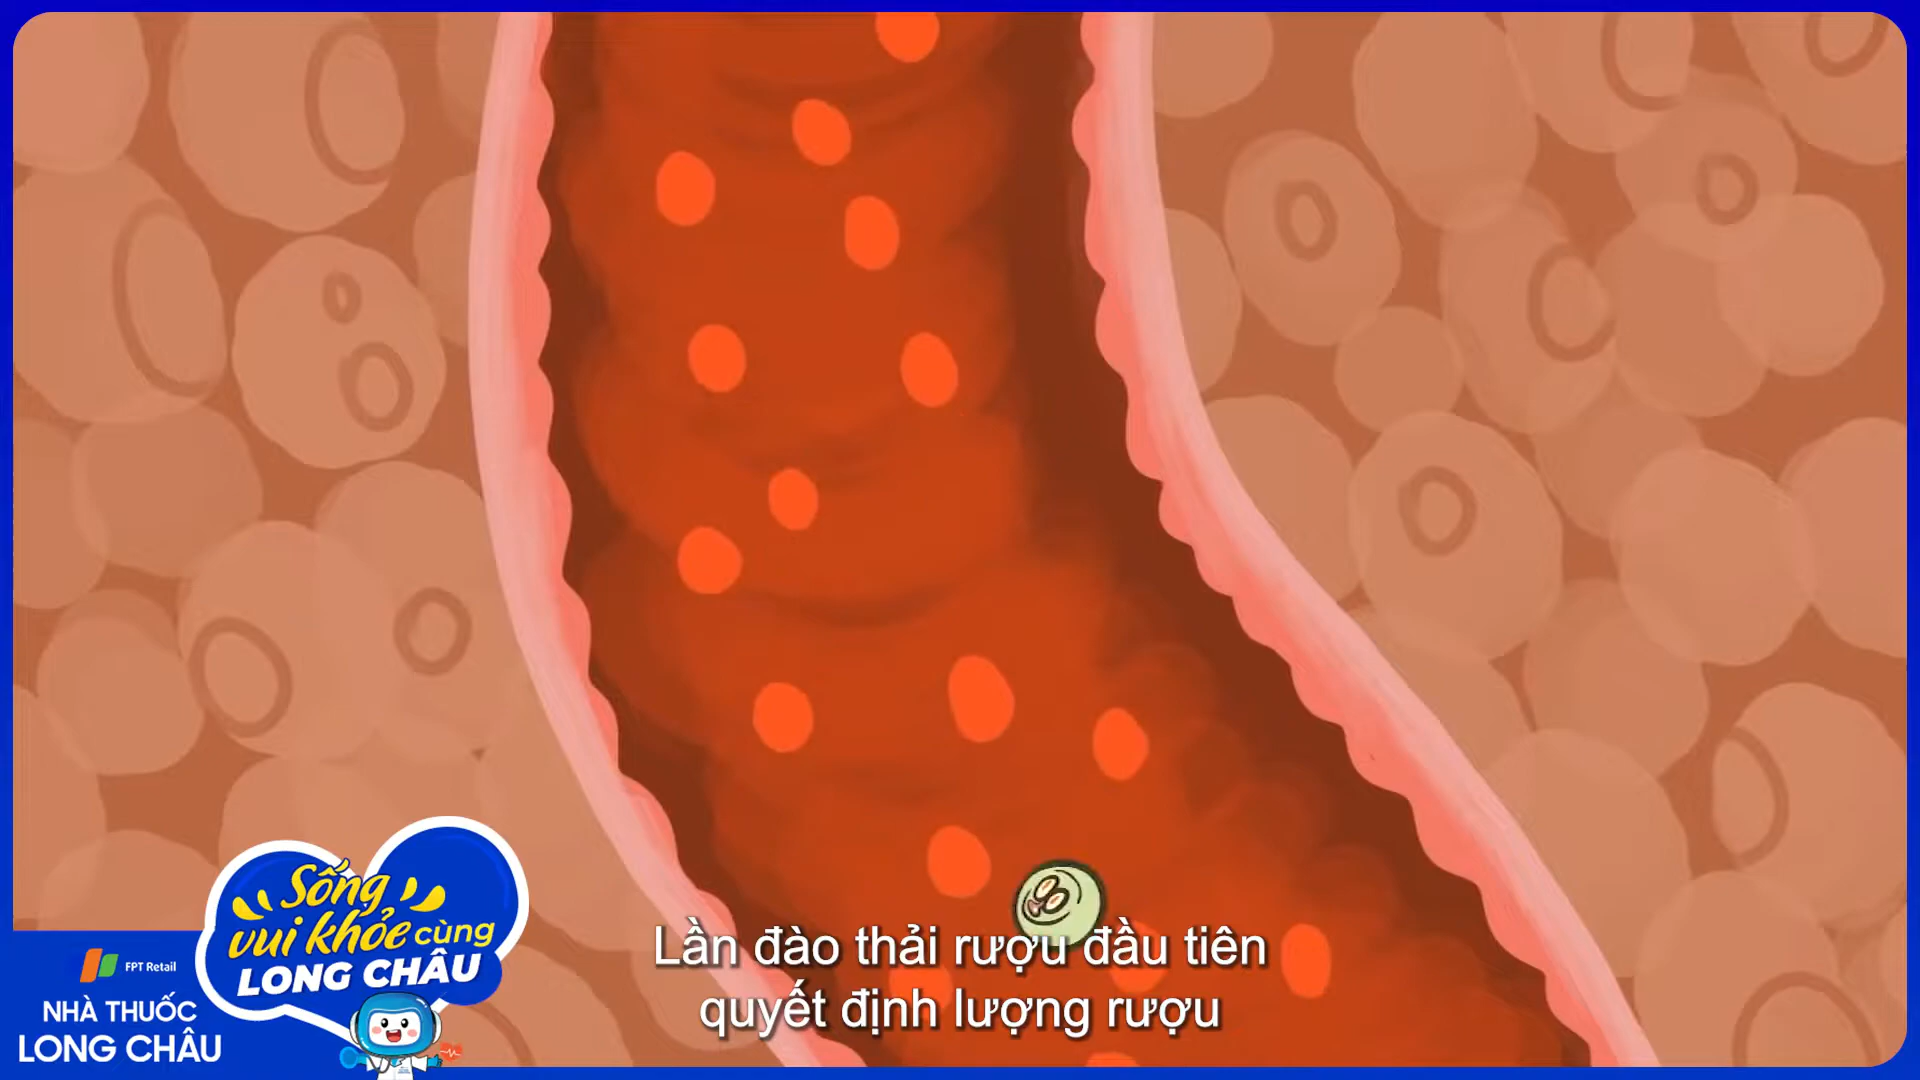 Sống
vui khỏe cùng
LONG CHÂU
FPT Retail
NHÀ THUỐC
LONG CHÂU
Lần đào thải rượu đầu tiên
quyết định lượng rượu